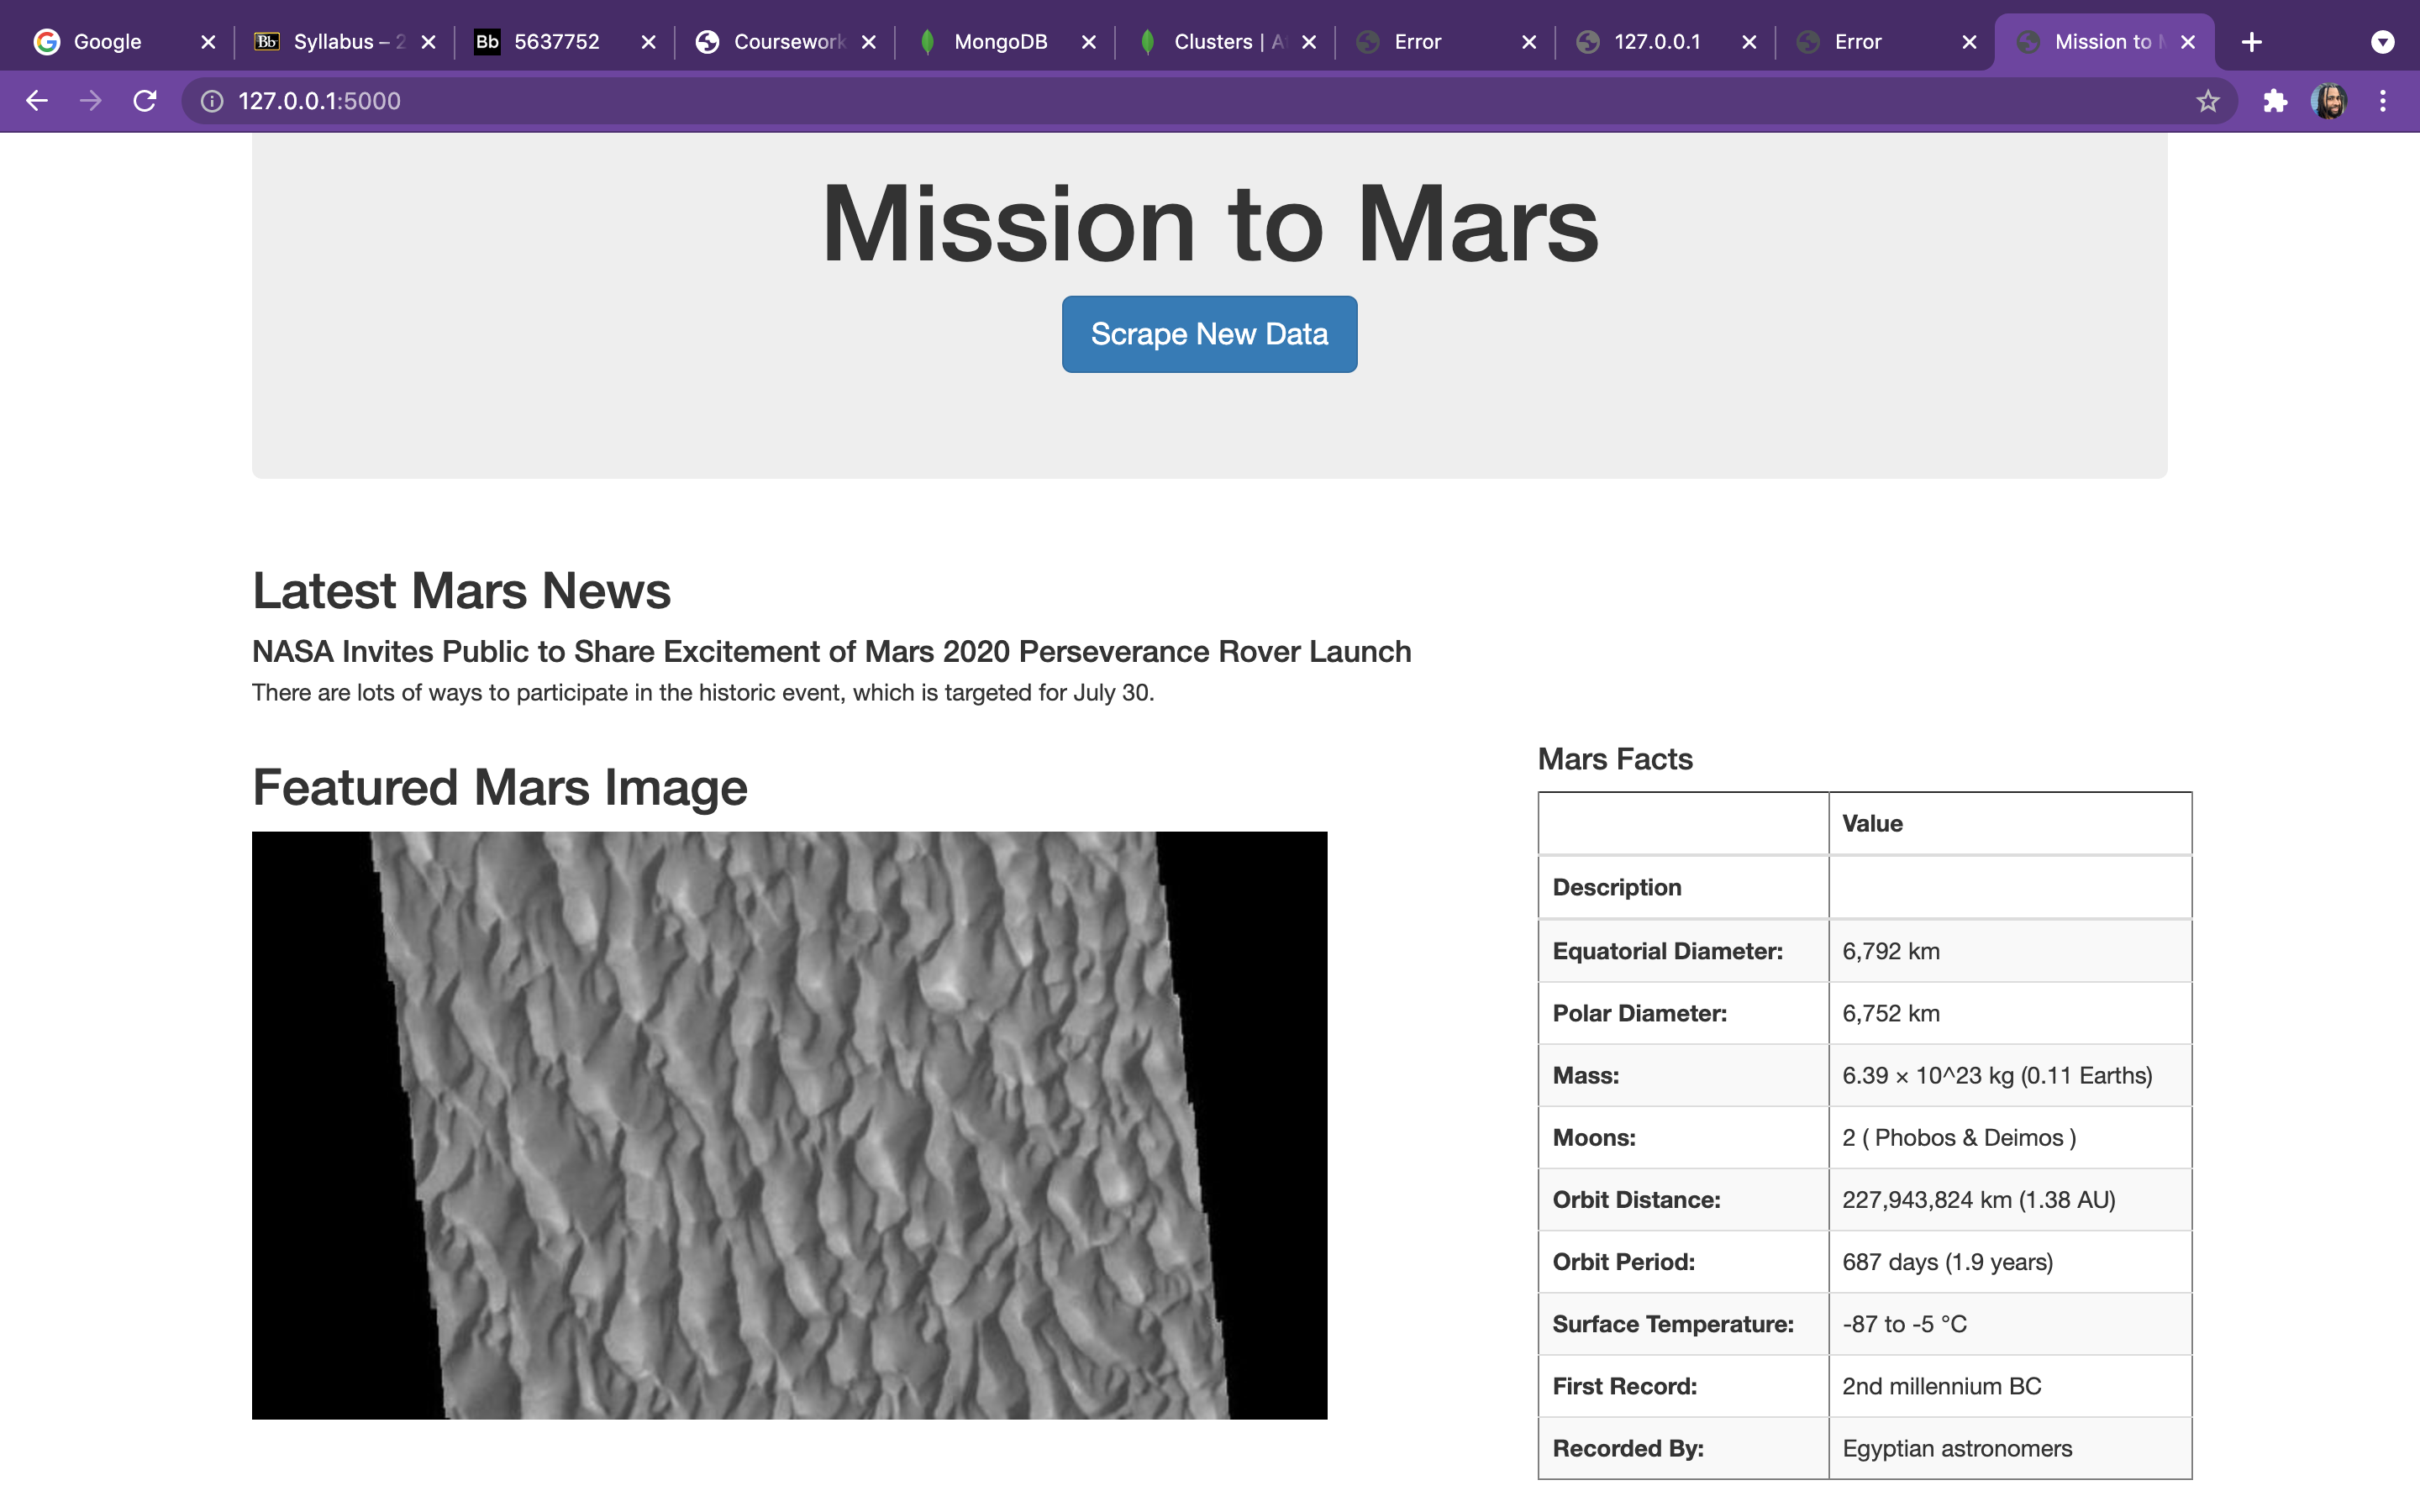 Google
Syllabus – 2
Bb 5637752
Coursework
MongoDB
Clusters | A
Error
127.0.0.1
Error
Mission to
127.0.0.1:5000
Mission to Mars
Scrape New Data
Latest Mars News
NASA Invites Public to Share Excitement of Mars 2020 Perseverance Rover Launch
There are lots of ways to participate in the historic event, which is targeted for July 30.
Featured Mars Image
Mars Facts
Value
Description
Equatorial Diameter: 6,792 km
Polar Diameter: 6,752 km
Mass: 6.39 × 10^23 kg (0.11 Earths)
Moons: 2 ( Phobos & Deimos )
Orbit Distance: 227,943,824 km (1.38 AU)
Orbit Period: 687 days (1.9 years)
Surface Temperature: -87 to -5 °C
First Record: 2nd millennium BC
Recorded By: Egyptian astronomers